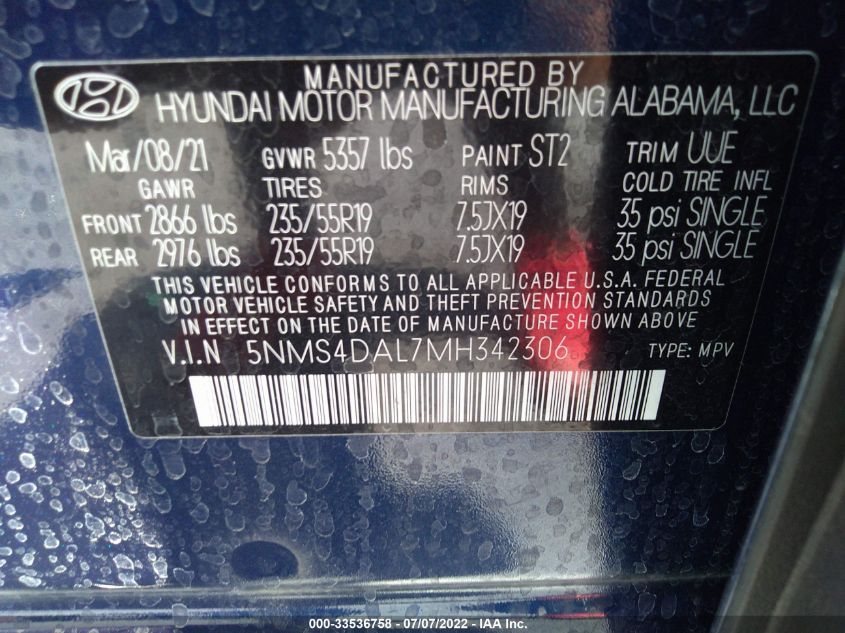 MANUFACTURED BY
HYUNDAI MOTOR MANUFACTURING ALABAMA, LLC
Mar/08/21 GVWR 5357 lbs PAINT ST2 TRIM UUE
GAWR TIRES RIMS COLD TIRE INFL
FRONT 2866 lbs 235/55R19 7.5JX19 35 psi SINGLE
REAR 2976 lbs 235/55R19 7.5JX19 35 psi SINGLE
THIS VEHICLE CONFORMS TO ALL APPLICABLE U.S.A. FEDERAL
MOTOR VEHICLE SAFETY AND THEFT PREVENTION STANDARDS
IN EFFECT ON THE DATE OF MANUFACTURE SHOWN ABOVE
V.I.N 5NMS4DAL7MH342306 TYPE: MPV
000-33536758 - 07/07/2022 - IAA Inc.